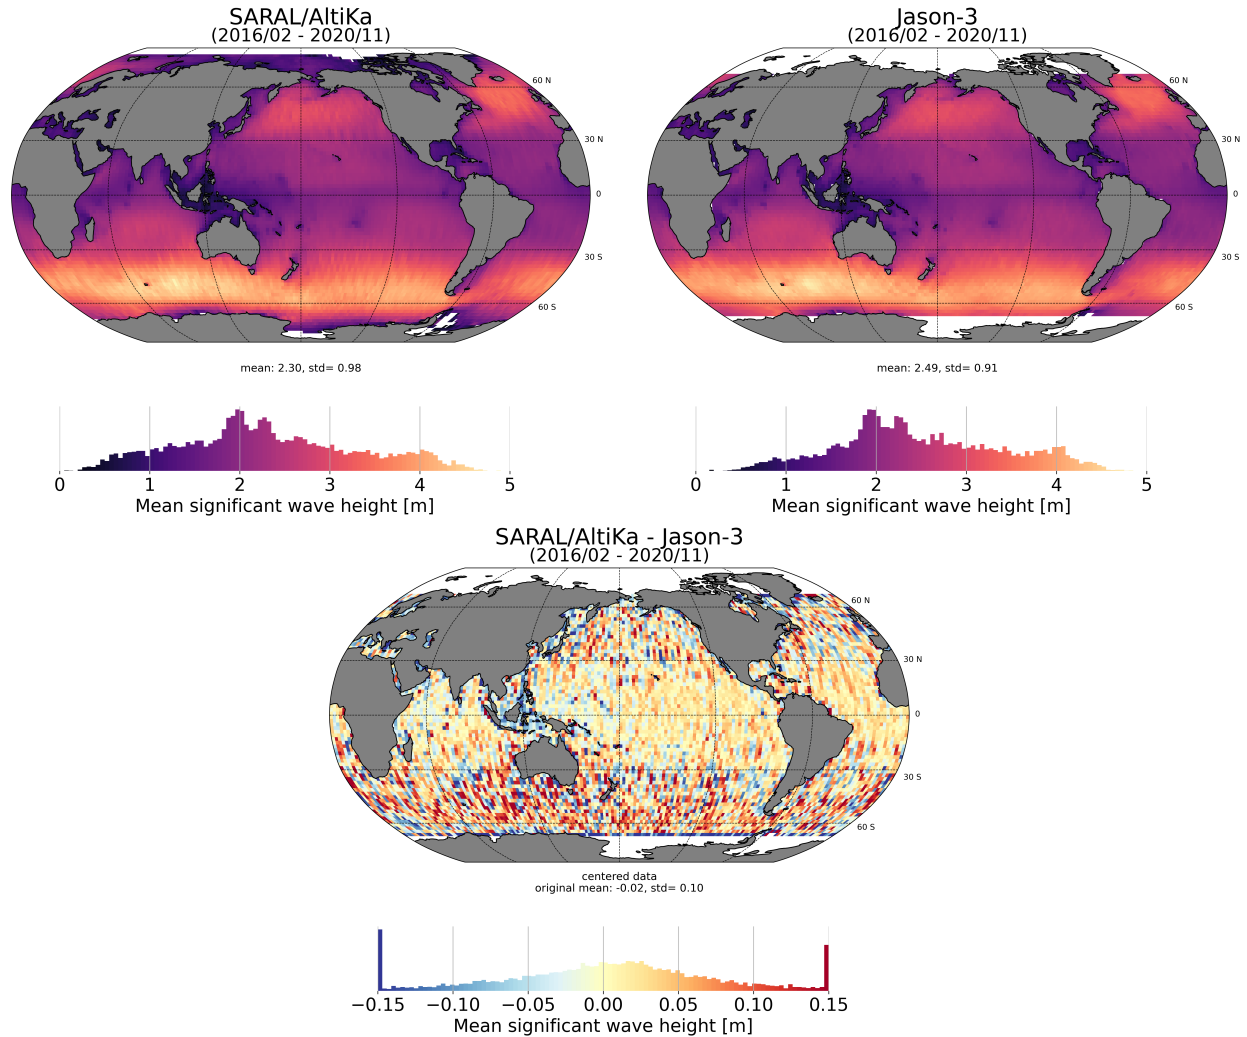 SARAL/AltiKa
(2016/02 - 2020/11)
60 N
30 N
0
30 S
60 S
mean: 2.30, std= 0.98
0 1 2 3 4 5
Mean significant wave height [m]
Jason-3
(2016/02 - 2020/11)
60 N
30 N
0
30 S
60 S
mean: 2.49, std= 0.91
0 1 2 3 4 5
Mean significant wave height [m]
SARAL/AltiKa - Jason-3
(2016/02 - 2020/11)
60 N
30 N
0
30 S
60 S
centered data
original mean: -0.02, std= 0.10
−0.15 −0.10 −0.05 0.00 0.05 0.10 0.15
Mean significant wave height [m]